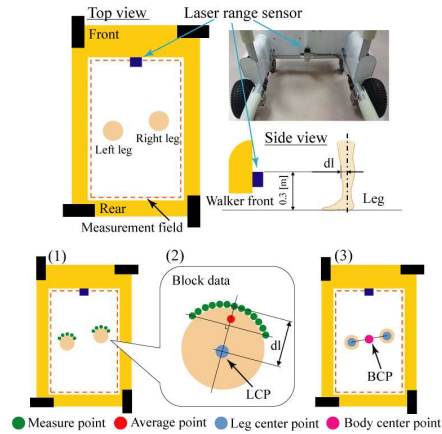 Top view
Laser range sensor
Front
Right leg
Left leg
Rear
Measurement field
Side view
dl
0.3 [m]
Walker front
Leg
(1)
(2)
(3)
Block data
dl
LCP
BCP
Measure point
Average point
Leg center point
Body center point